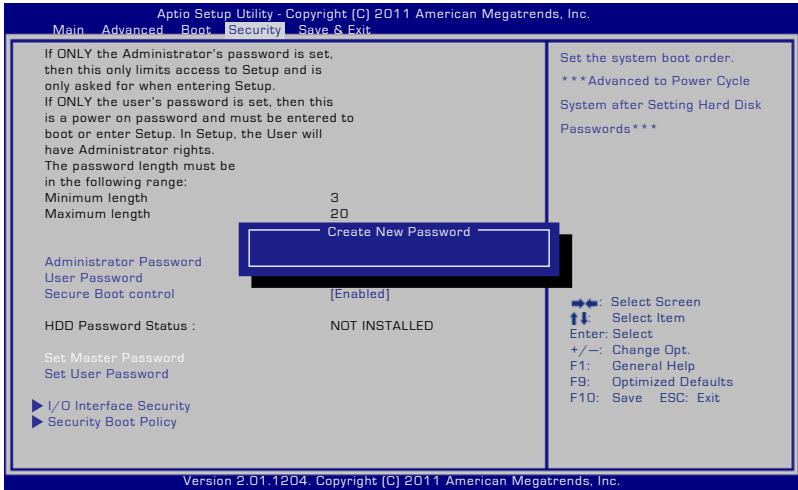 Aptio Setup Utility - Copyright (C) 2011 American Megatrends, Inc.
Main Advanced Boot Security Save & Exit
If ONLY the Administrator's password is set,
then this only limits access to Setup and is
only asked for when entering Setup.
If ONLY the user's password is set, then this
is a power on password and must be entered to
boot or enter Setup. In Setup, the User will
have Administrator rights.
The password length must be
in the following range:
Minimum length 3
Maximum length 20
Create New Password
Administrator Password
User Password
Secure Boot control [Enabled]
HDD Password Status : NOT INSTALLED
Set Master Password
Set User Password
I/O Interface Security
Security Boot Policy
Set the system boot order.
***Advanced to Power Cycle
System after Setting Hard Disk
Passwords***
: Select Screen
: Select Item
Enter: Select
+/—: Change Opt.
F1: General Help
F9: Optimized Defaults
F10: Save ESC: Exit
Version 2.01.1204. Copyright (C) 2011 American Megatrends, Inc.